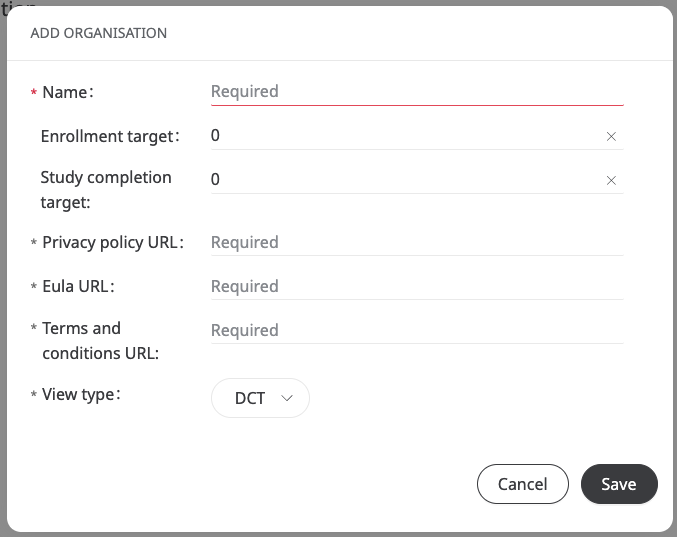 ADD ORGANISATION
* Name:
Required
Enrollment target:
0
Study completion
target:
0
* Privacy policy URL:
Required
* Eula URL:
Required
* Terms and
conditions URL:
Required
* View type:
DCT
Cancel
Save